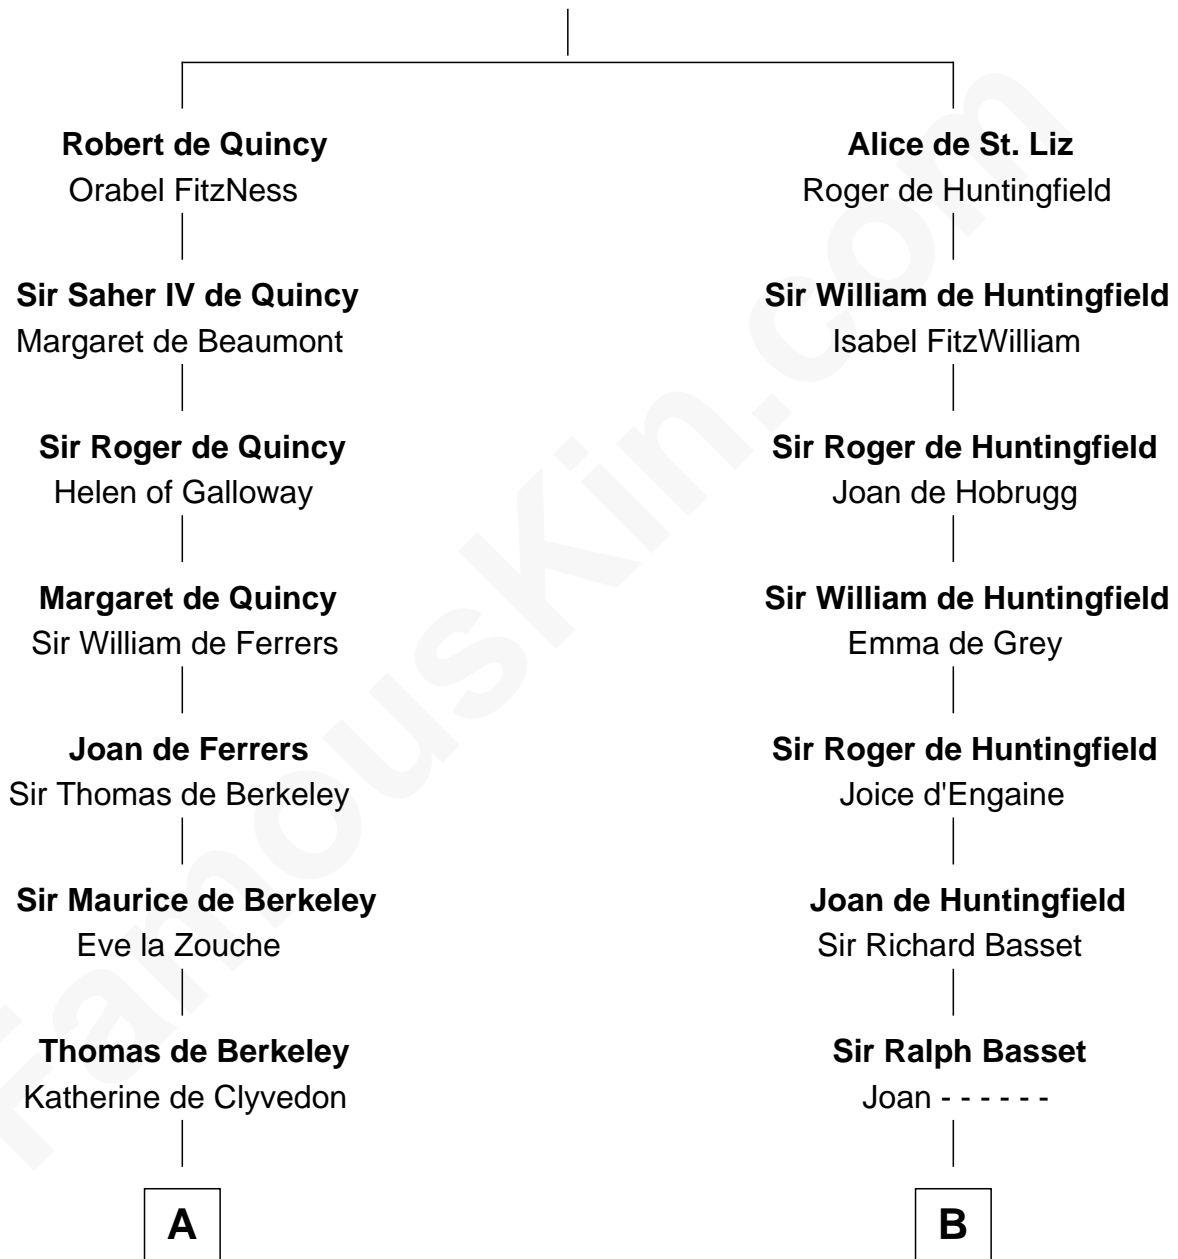 Robert de Quincy
Orabel FitzNess
Sir Saher IV de Quincy
Margaret de Beaumont
Sir Roger de Quincy
Helen of Galloway
Margaret de Quincy
Sir William de Ferrers
Joan de Ferrers
Sir Thomas de Berkeley
Sir Maurice de Berkeley
Eve la Zouche
Thomas de Berkeley
Katherine de Clyvedon
A
Alice de St. Liz
Roger de Huntingfield
Sir William de Huntingfield
Isabel FitzWilliam
Sir Roger de Huntingfield
Joan de Hobrugg
Sir William de Huntingfield
Emma de Grey
Sir Roger de Huntingfield
Joice d'Engaine
Joan de Huntingfield
Sir Richard Basset
Sir Ralph Basset
Joan - - - - - -
B
FamousKin.com